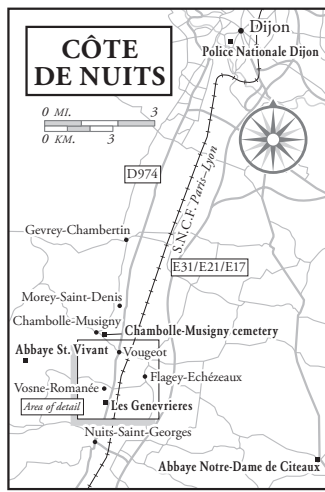 CÔTE
DE NUITS
Dijon
Police Nationale Dijon
0 MI. 3
0 KM. 3
D974
S.N.C.F. Paris–Lyon
Gevrey-Chambertin
E31/E21/E17
Morey-Saint-Denis
Chambolle-Musigny
Chambolle-Musigny cemetery
Abbaye St. Vivant
Vougeot
Flagey-Echézeaux
Vosne-Romanée
Area of detail
Les Genevrieres
Nuits-Saint-Georges
Abbaye Notre-Dame de Citeaux